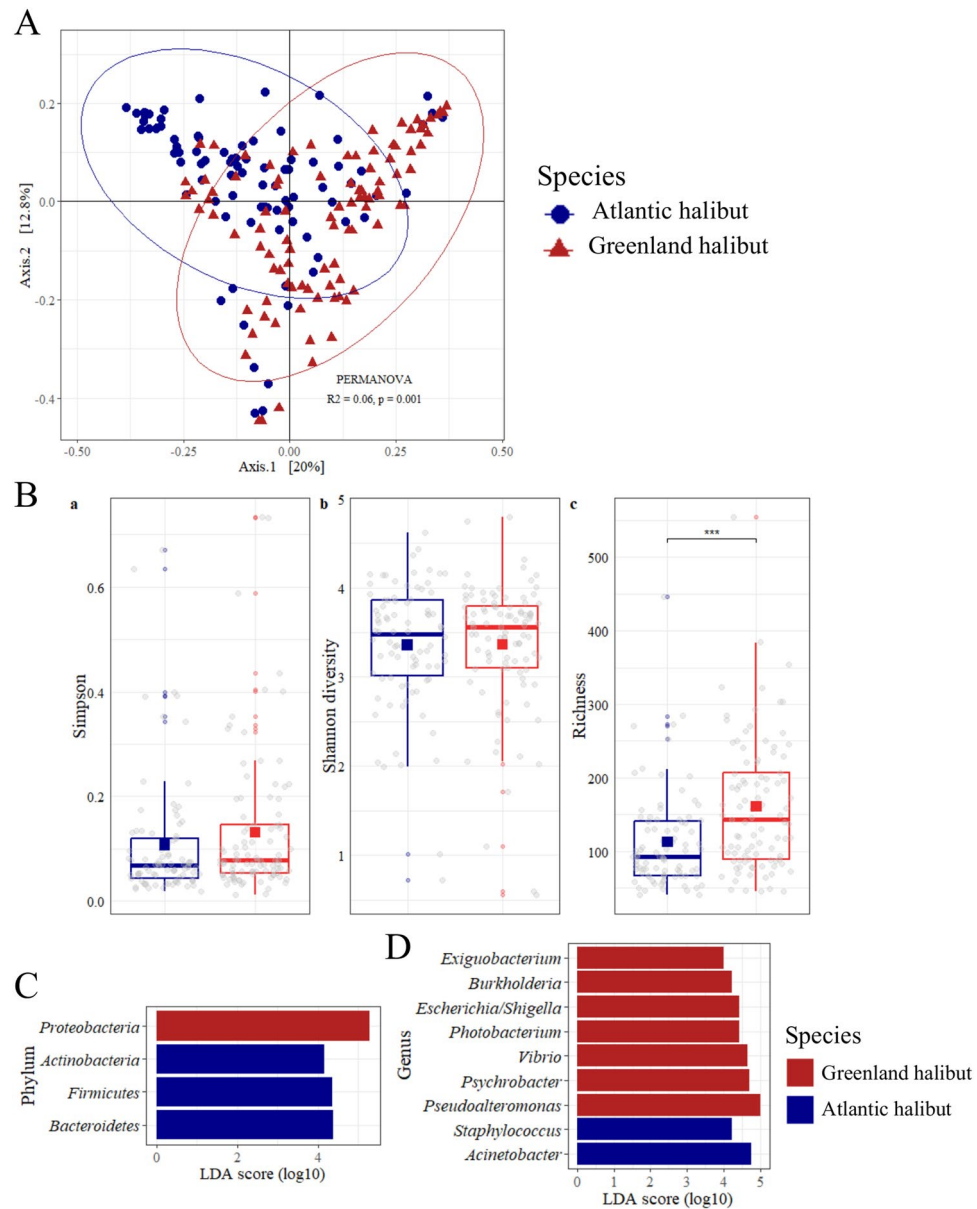 A
0.2
0.0
-0.2
-0.4
Axis.2 [12.8%]
-0.50
-0.25
0.00
0.25
0.50
Axis.1 [20%]
PERMANOVA
R2 = 0.06, p = 0.001
Species
Atlantic halibut
Greenland halibut
B
a
Simpson
0.6
0.4
0.2
0.0
b
Shannon diversity
5
4
3
2
1
c
Richness
500
400
300
200
100
***
C
Phylum
Proteobacteria
Actinobacteria
Firmicutes
Bacteroidetes
0
2
4
LDA score (log10)
D
Genus
Exiguobacterium
Burkholderia
Escherichia/Shigella
Photobacterium
Vibrio
Psychrobacter
Pseudoalteromonas
Staphylococcus
Acinetobacter
0
1
2
3
4
5
LDA score (log10)
Species
Greenland halibut
Atlantic halibut